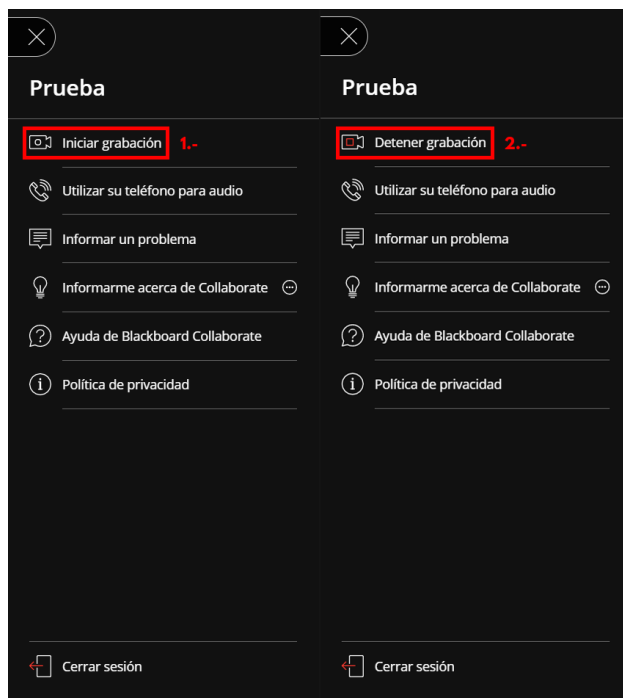 Prueba
Iniciar grabación 1.-
Utilizar su teléfono para audio
Informar un problema
Informarme acerca de Collaborate
Ayuda de Blackboard Collaborate
Política de privacidad
Cerrar sesión
Prueba
Detener grabación 2.-
Utilizar su teléfono para audio
Informar un problema
Informarme acerca de Collaborate
Ayuda de Blackboard Collaborate
Política de privacidad
Cerrar sesión